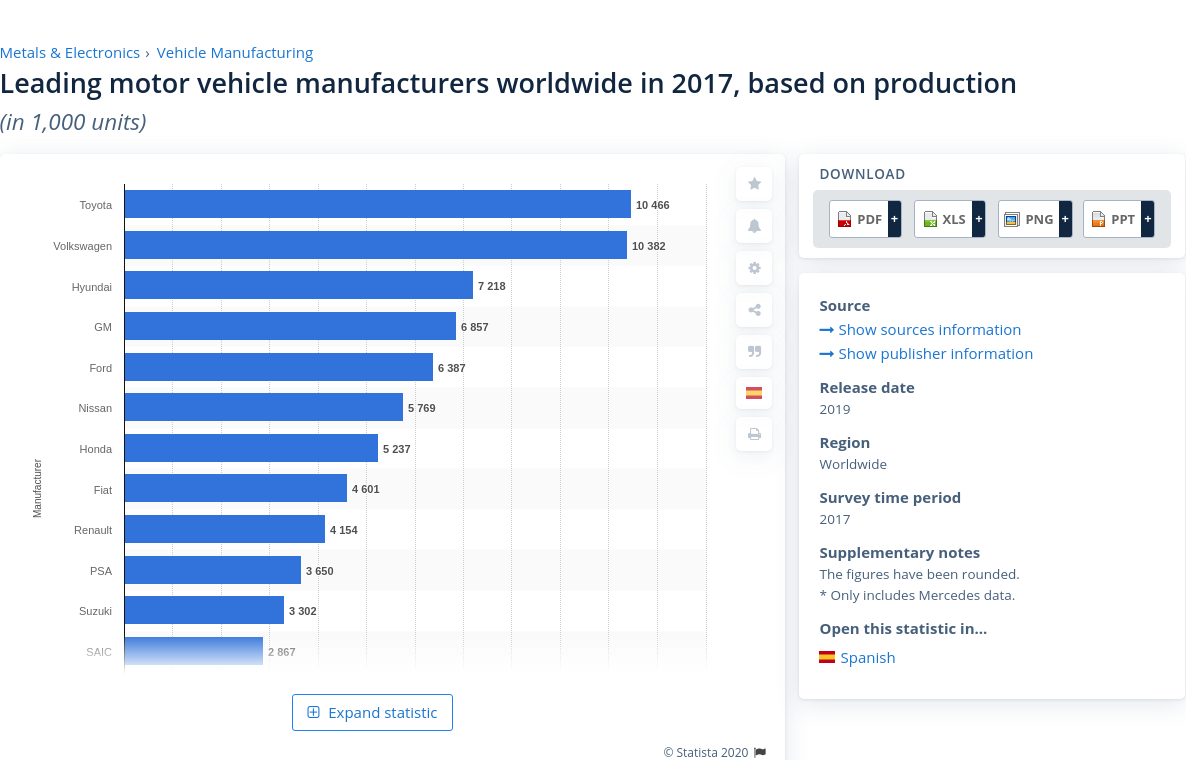 Metals & Electronics › Vehicle Manufacturing
Leading motor vehicle manufacturers worldwide in 2017, based on production
(in 1,000 units)
Manufacturer
Toyota 10 466
Volkswagen 10 382
Hyundai 7 218
GM 6 857
Ford 6 387
Nissan 5 769
Honda 5 237
Fiat 4 601
Renault 4 154
PSA 3 650
Suzuki 3 302
SAIC 2 867
Expand statistic
© Statista 2020
DOWNLOAD
PDF + XLS + PNG + PPT +
Source
Show sources information
Show publisher information
Release date
2019
Region
Worldwide
Survey time period
2017
Supplementary notes
The figures have been rounded.
* Only includes Mercedes data.
Open this statistic in...
Spanish